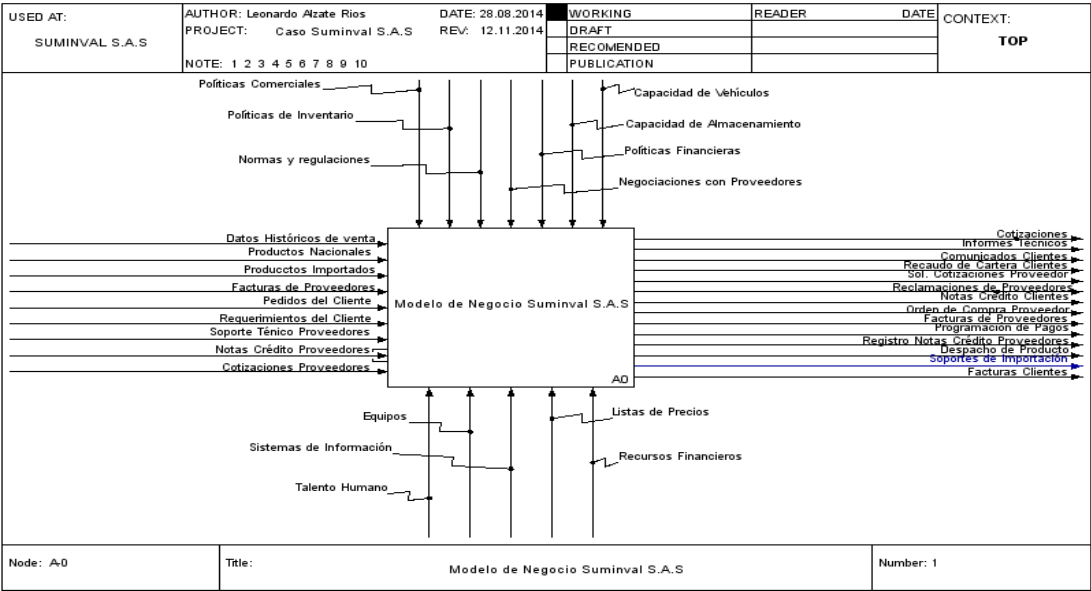 USED AT:
SUMINVAL S.A.S
AUTHOR: Leonardo Alzate Rios
DATE: 28.08.2014
PROJECT: Caso Suminval S.A.S
REV: 12.11.2014
NOTE: 1 2 3 4 5 6 7 8 9 10
WORKING
DRAFT
RECOMENDED
PUBLICATION
READER
DATE
CONTEXT:
TOP
Políticas Comerciales
Políticas de Inventario
Normas y regulaciones
Capacidad de Vehículos
Capacidad de Almacenamiento
Políticas Financieras
Negociaciones con Proveedores
Datos Históricos de venta
Productos Nacionales
Producctos Importados
Facturas de Proveedores
Pedidos del Cliente
Requerimientos del Cliente
Soporte Ténico Proveedores
Notas Crédito Proveedores
Cotizaciones Proveedores
Modelo de Negocio Suminval S.A.S
A0
Cotizaciones
Informes Técnicos
Comunicados Clientes
Recaudo de Cartera Clientes
Sol. Cotizaciones Proveedor
Reclamaciones de Proveedores
Notas Crédito Clientes
Orden de Compra Proveedor
Facturas de Proveedores
Programación de Pagos
Registro Notas Crédito Proveedores
Despacho de Producto
Soportes de Importación
Facturas Clientes
Equipos
Sistemas de Información
Talento Humano
Listas de Precios
Recursos Financieros
Node: A-0
Title:
Modelo de Negocio Suminval S.A.S
Number: 1